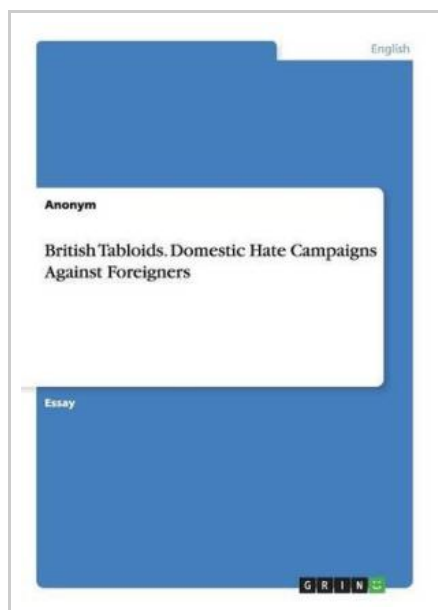 English
Anonym
British Tabloids. Domestic Hate Campaigns
Against Foreigners
Essay
GRIN